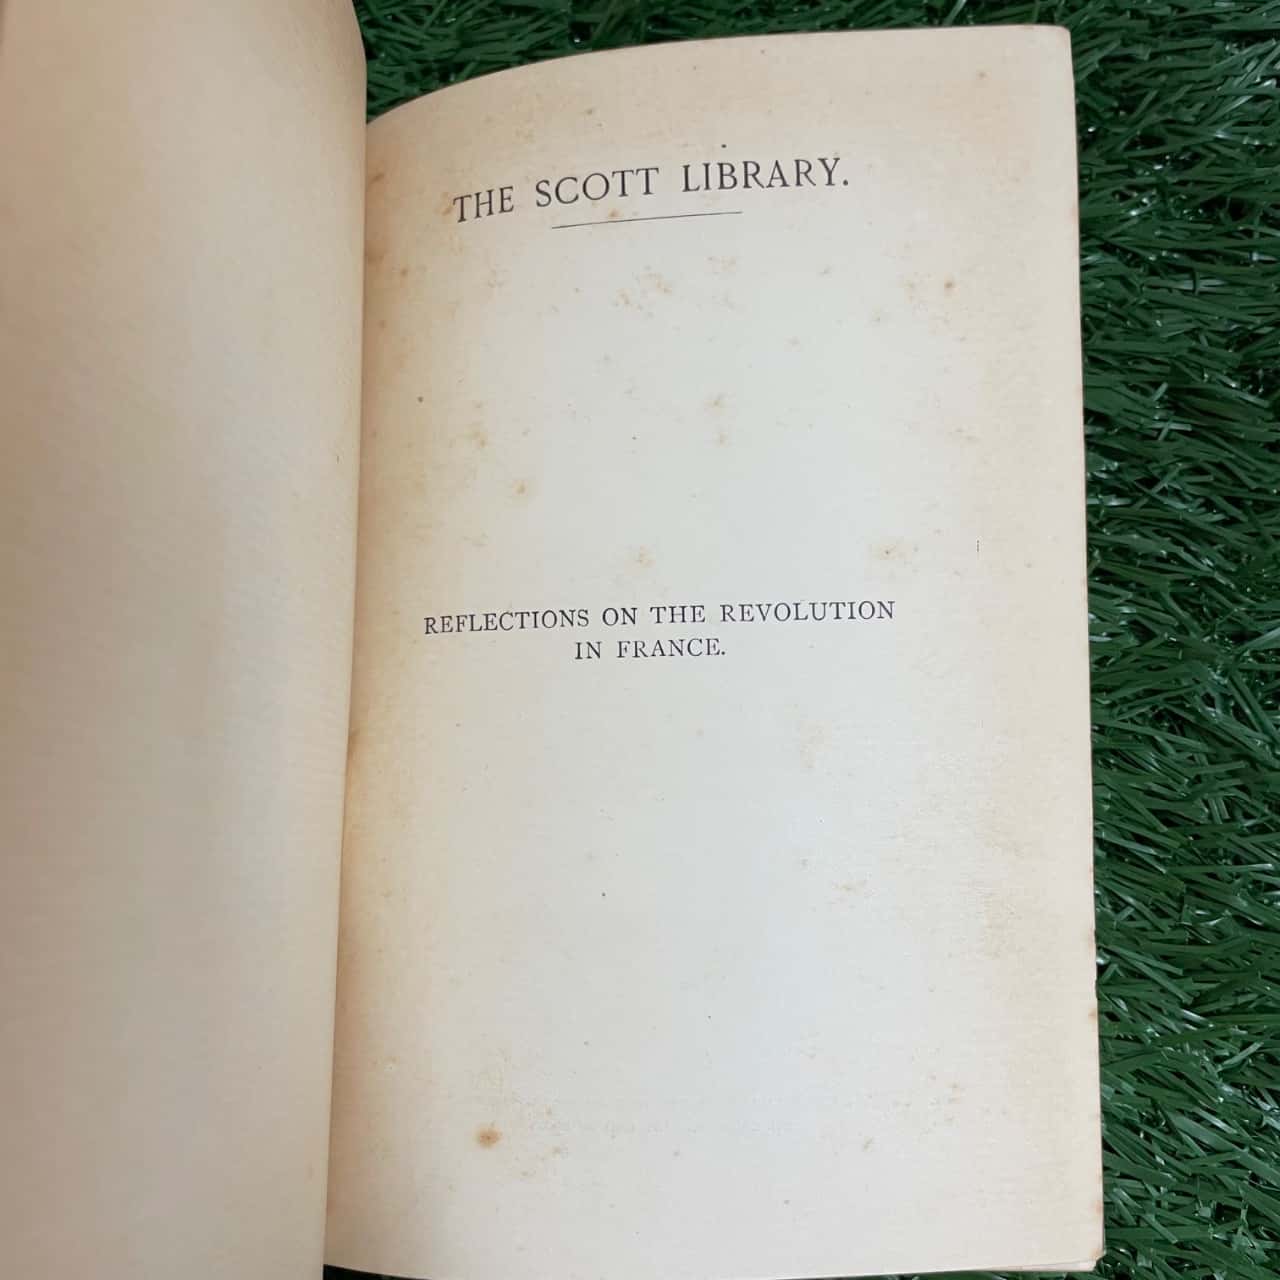 THE SCOTT LIBRARY.
REFLECTIONS ON THE REVOLUTION
IN FRANCE.